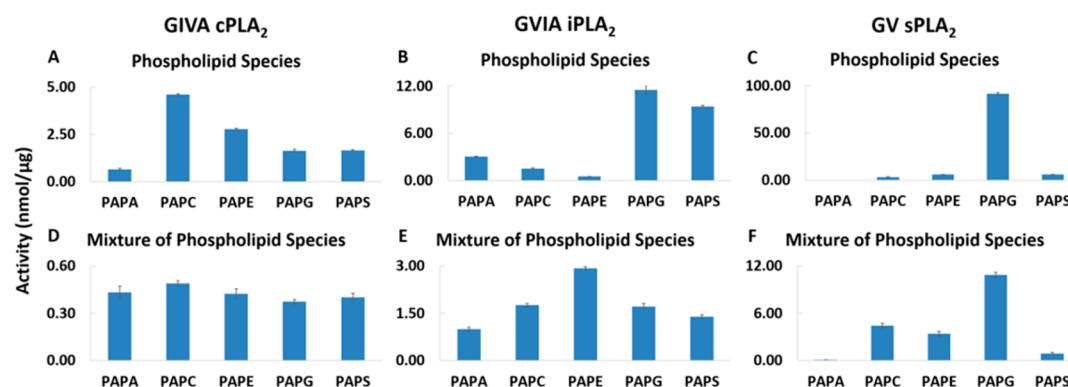 GIVA cPLA₂ GVIA iPLA₂ GV sPLA₂
A B C
Phospholipid Species Phospholipid Species Phospholipid Species
5.00 12.00 100.00
2.50 6.00 50.00
0.00 0.00 0.00
PAPA PAPC PAPE PAPG PAPS PAPA PAPC PAPE PAPG PAPS PAPA PAPC PAPE PAPG PAPS
D Mixture of Phospholipid Species E Mixture of Phospholipid Species F Mixture of Phospholipid Species
0.60 3.00 12.00
0.30 1.50 6.00
0.00 0.00 0.00
PAPA PAPC PAPE PAPG PAPS PAPA PAPC PAPE PAPG PAPS PAPA PAPC PAPE PAPG PAPS
Activity (nmol/μg)